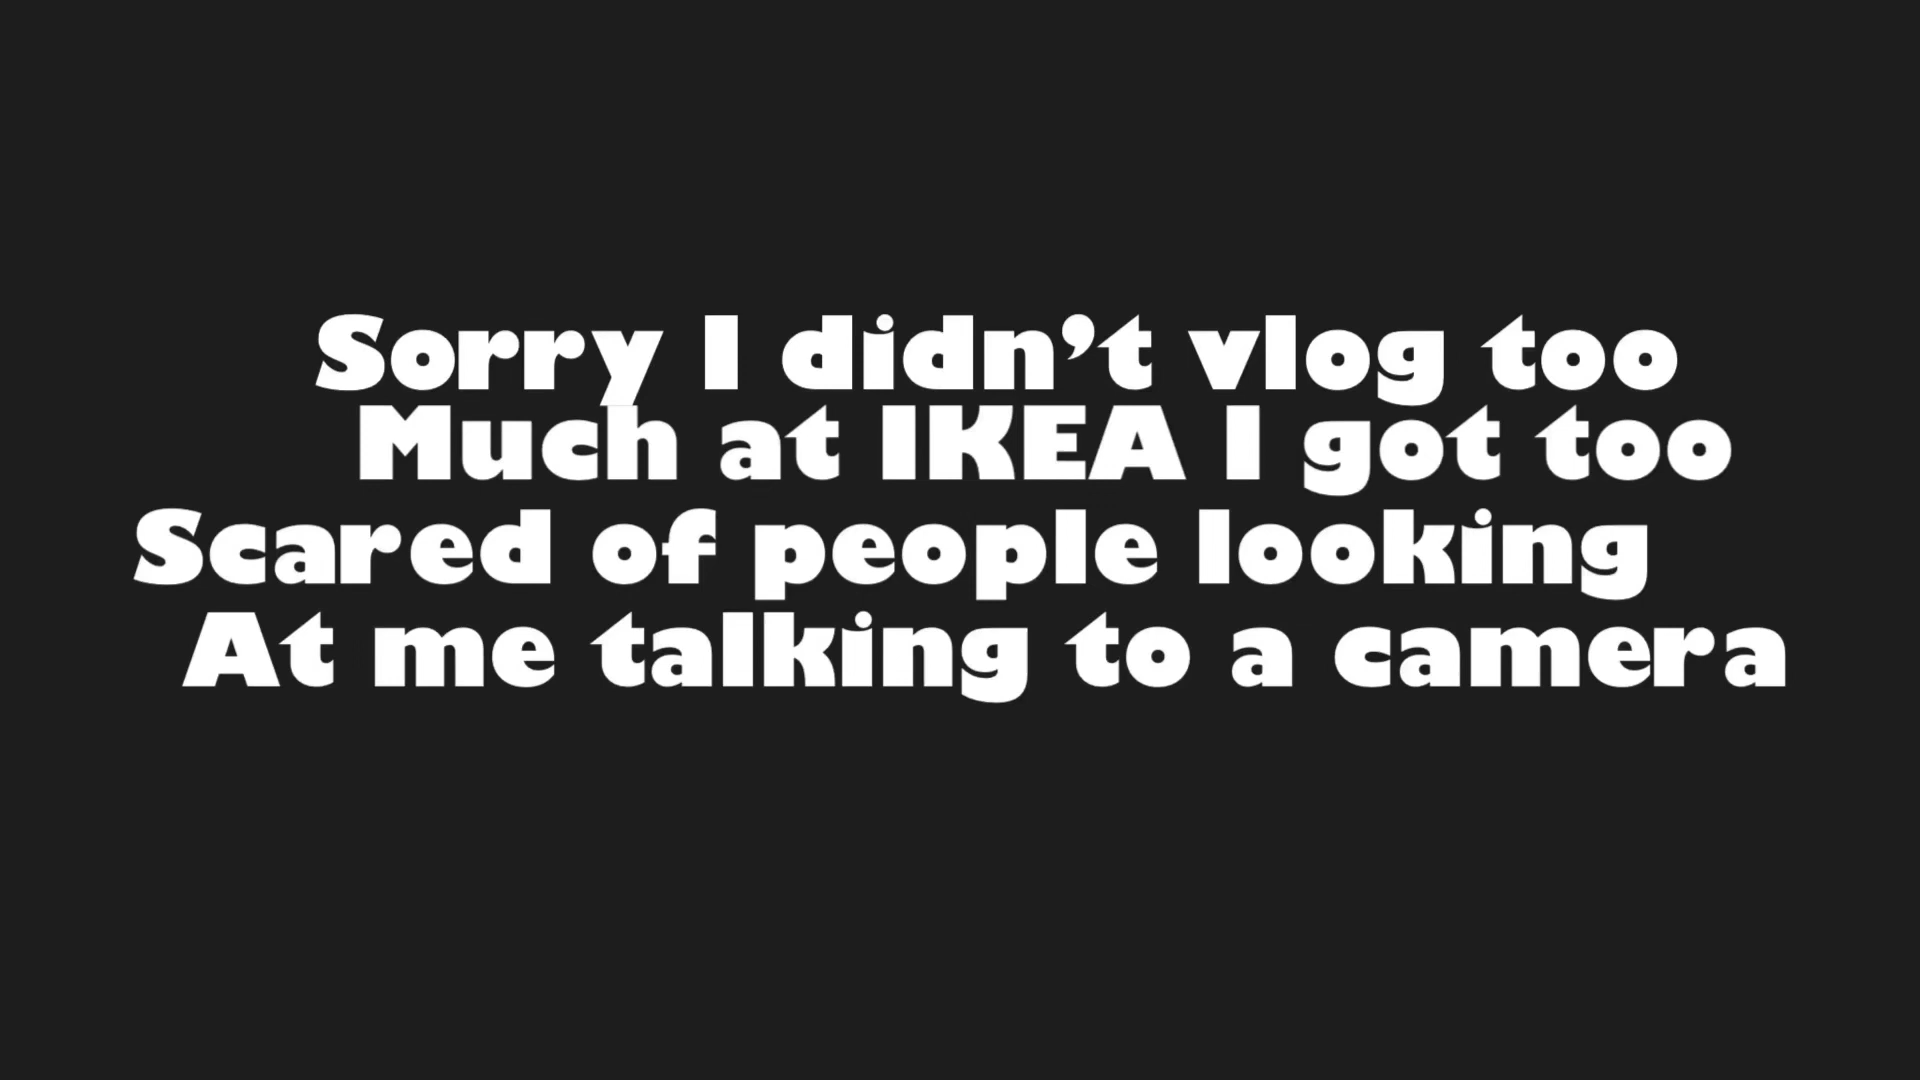 Sorry I didn’t vlog too
Much at IKEA I got too
Scared of people looking
At me talking to a camera